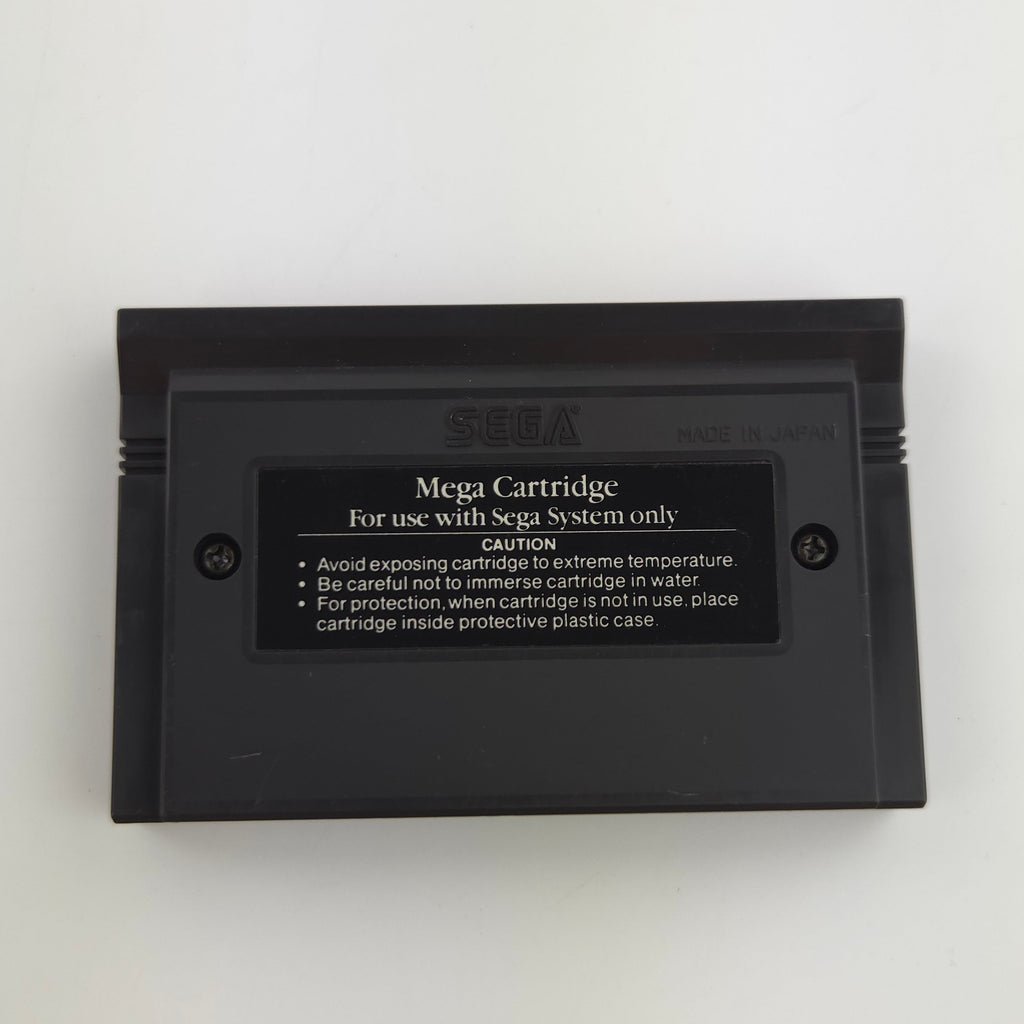 SEGA®
MADE IN JAPAN
Mega Cartridge
For use with Sega System only
CAUTION
• Avoid exposing cartridge to extreme temperature.
• Be careful not to immerse cartridge in water.
• For protection, when cartridge is not in use, place
cartridge inside protective plastic case.